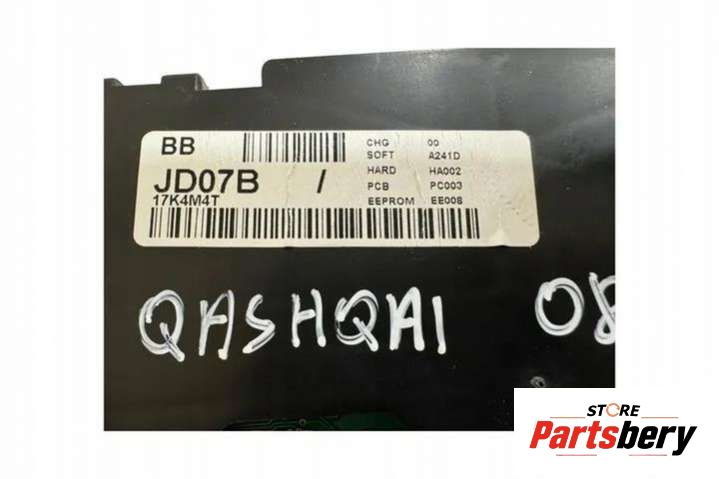 BB
CHG 00
SOFT A241D
JD07B /
HARD HA002
17K4M4T
PCB PC003
EEPROM EE008
QASHQAI 08
STORE
Partsbery